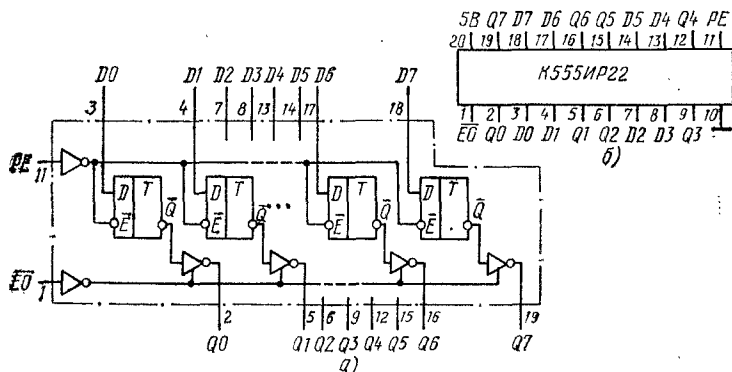 5В Q7 D7 D6 Q6 Q5 D5 D4 Q4 PE
20 19 18 17 16 15 14 13 12 11
К555ИР22
1 2 3 4 5 6 7 8 9 10
E̅0̅ Q0 D0 D1 Q1 Q2 D2 D3 Q3
б)
D0 D1 D2 D3 D4 D5 D6 D7
3 4 7 8 13 14 17 18
PE
11
D T D T ... D T D T
E̅ Q̅ E̅ Q̅ E̅ Q̅ E̅ Q̅
E̅0̅
1
2 5 6 9 12 15 16 19
Q0 Q1 Q2 Q3 Q4 Q5 Q6 Q7
а)